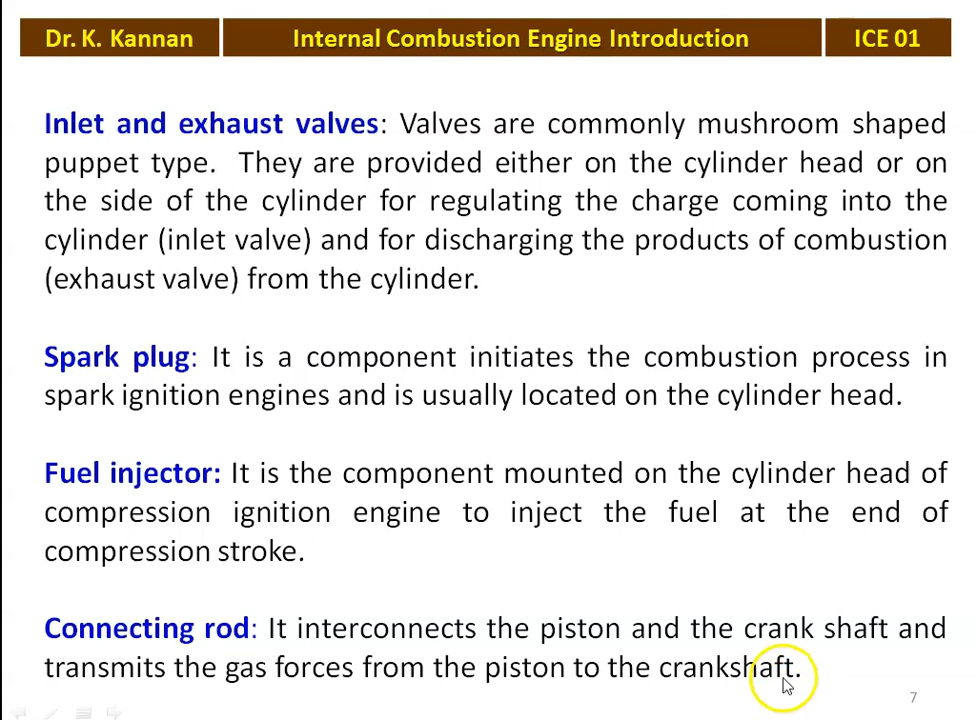 Dr. K. Kannan
Internal Combustion Engine Introduction
ICE 01
Inlet and exhaust valves: Valves are commonly mushroom shaped
puppet type. They are provided either on the cylinder head or on
the side of the cylinder for regulating the charge coming into the
cylinder (inlet valve) and for discharging the products of combustion
(exhaust valve) from the cylinder.
Spark plug: It is a component initiates the combustion process in
spark ignition engines and is usually located on the cylinder head.
Fuel injector: It is the component mounted on the cylinder head of
compression ignition engine to inject the fuel at the end of
compression stroke.
Connecting rod: It interconnects the piston and the crank shaft and
transmits the gas forces from the piston to the crankshaft.
7